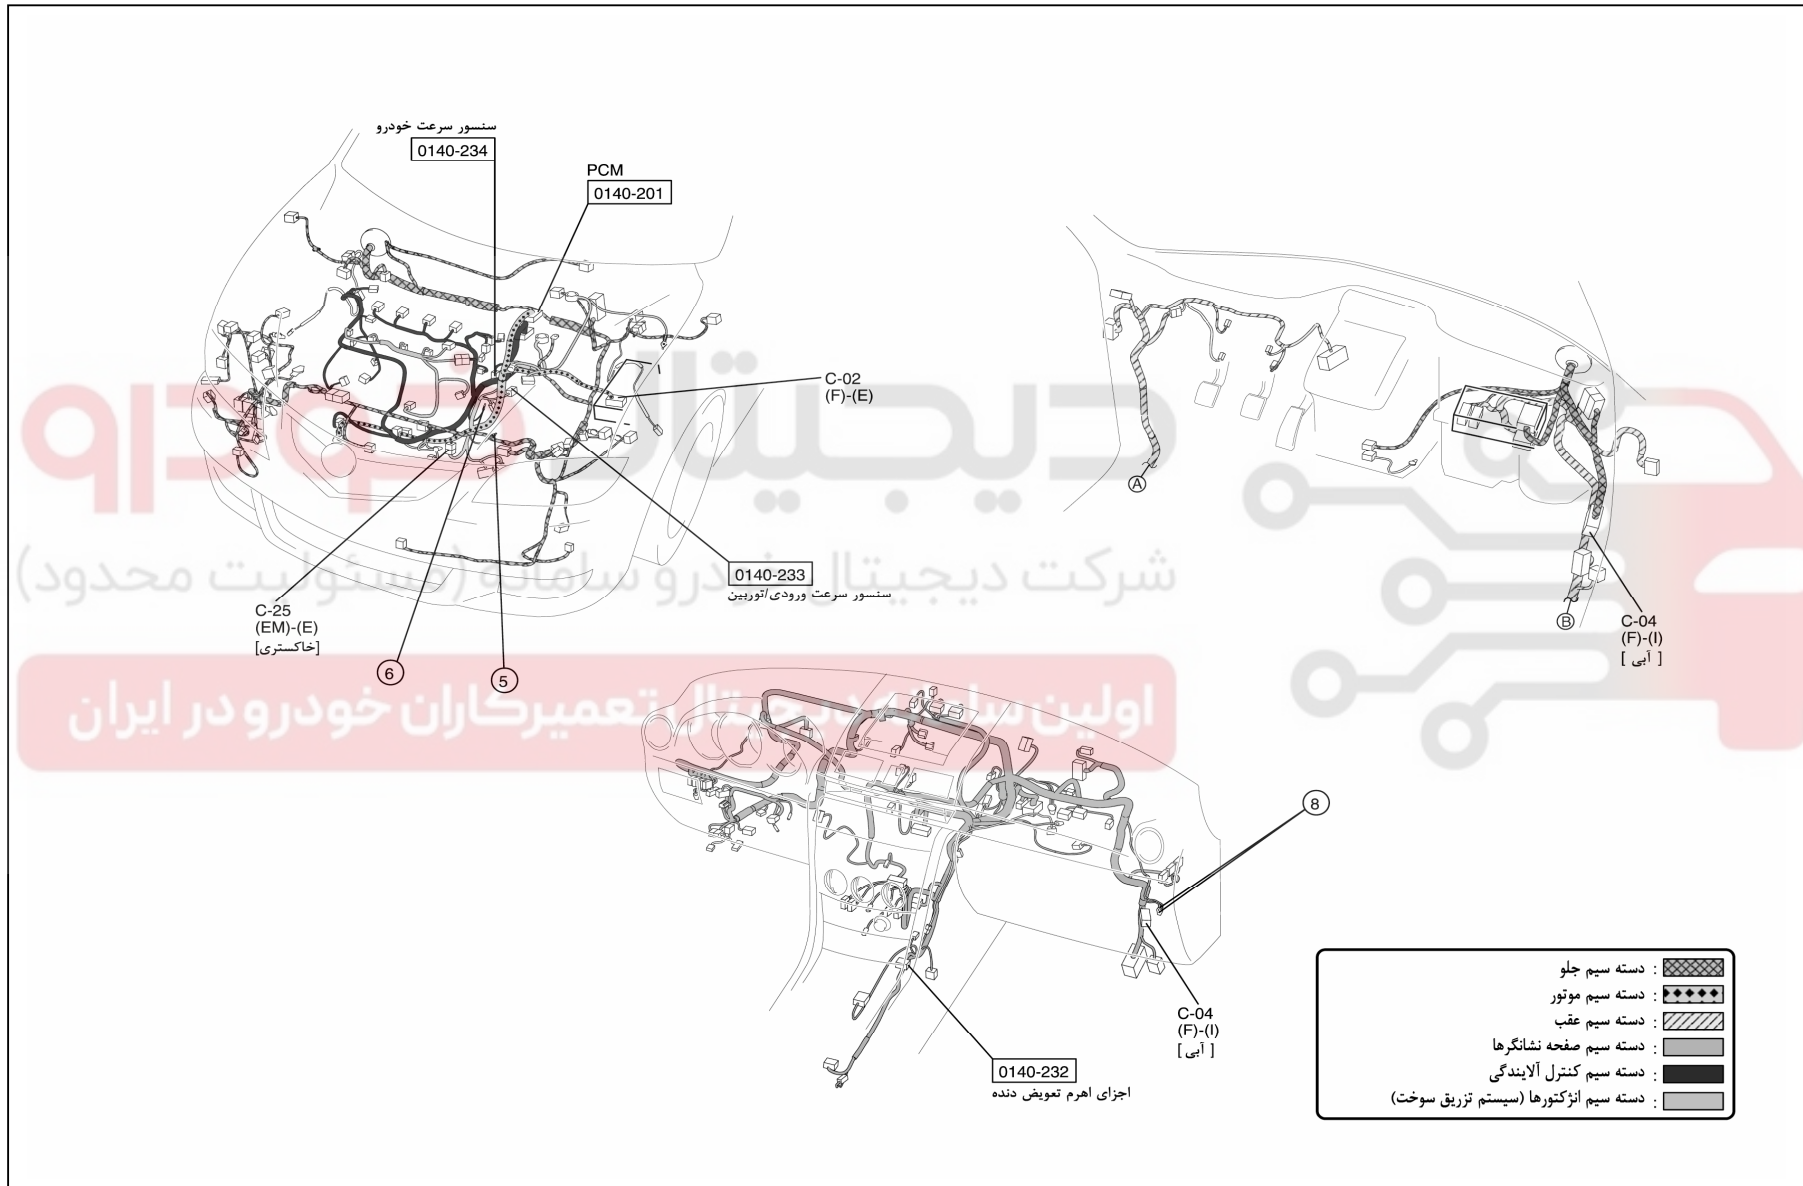 سنسور سرعت خودرو
0140-234
PCM
0140-201
C-02
(F)-(E)
0140-233
سنسور سرعت ورودی/توربین
C-25
(EM)-(E)
[خاکستری]
6
5
A
B
C-04
(F)-(I)
[ آبی ]
8
C-04
(F)-(I)
[ آبی ]
0140-232
اجزای اهرم تعویض دنده
دسته سیم جلو :
دسته سیم موتور :
دسته سیم عقب :
دسته سیم صفحه نشانگرها :
دسته سیم کنترل آلایندگی :
دسته سیم انژکتورها (سیستم تزریق سوخت) :
دیجیتال خودرو
شرکت دیجیتال خودرو سامانه (مسئولیت محدود)
اولین سامانه دیجیتال تعمیرکاران خودرو در ایران